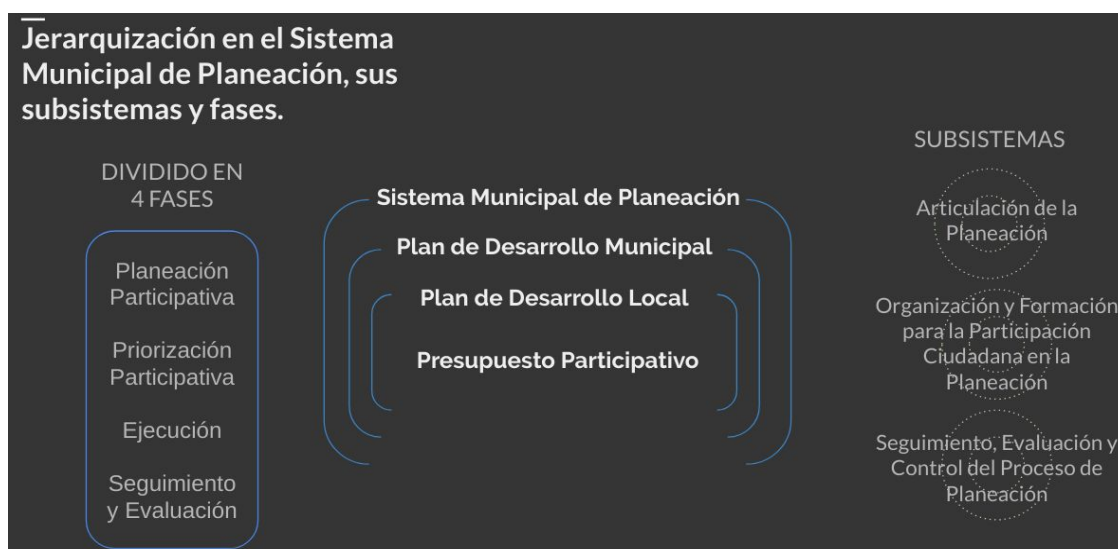 Jerarquización en el Sistema
Municipal de Planeación, sus
subsistemas y fases.
DIVIDIDO EN
4 FASES
Planeación
Participativa
Priorización
Participativa
Ejecución
Seguimiento
y Evaluación
Sistema Municipal de Planeación
Plan de Desarrollo Municipal
Plan de Desarrollo Local
Presupuesto Participativo
SUBSISTEMAS
Articulación de la
Planeación
Organización y Formación
para la Participación
Ciudadana en la
Planeación
Seguimiento, Evaluación y
Control del Proceso de
Planeación